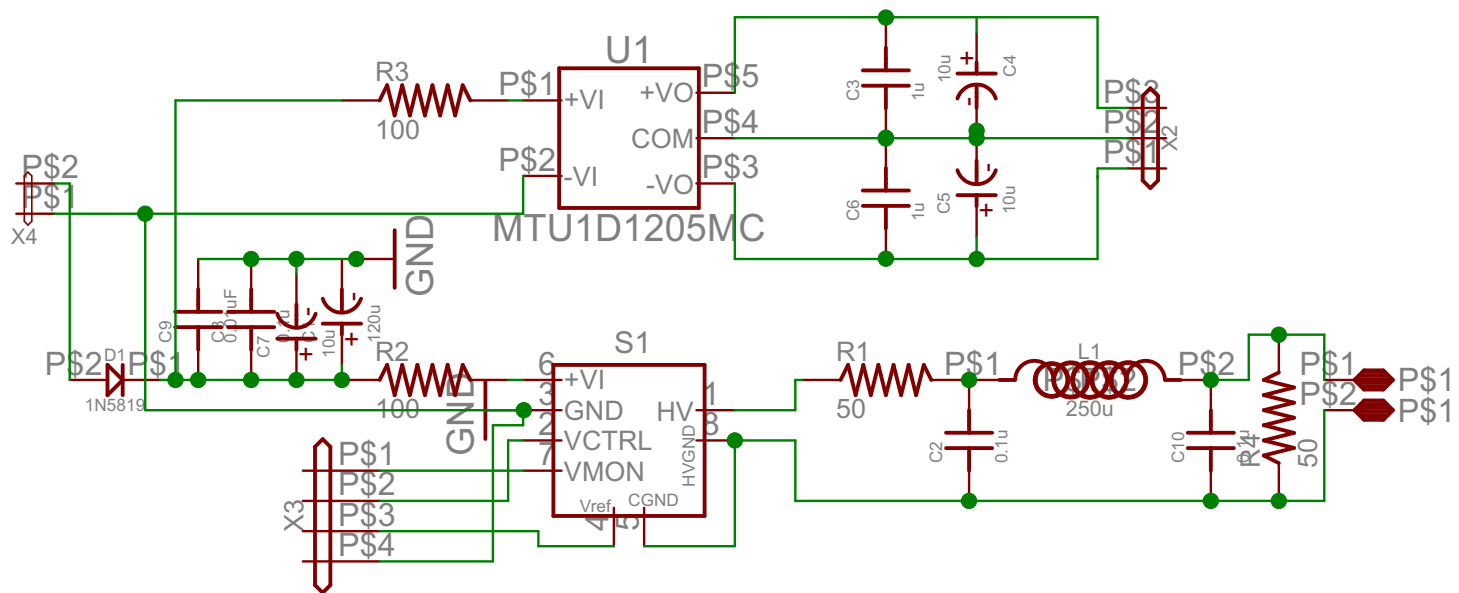 U1
R3
100
P$1
P$2
+VI
-VI
+VO
COM
-VO
P$5
P$4
P$3
MTU1D1205MC
C3
1u
10u
C4
C6
1u
C5
10u
P$3
P$2
P$1
X2
P$2
P$1
X4
GND
C9
C8
C7
10u
120u
P$2
D1
P$1
1N5819
R2
100
GND
S1
6
3
2
7
+VI
GND
VCTRL
VMON
HV
HVGND
Vref
CGND
4
5
1
8
P$1
P$2
P$3
P$4
X3
R1
50
P$1
L1
P$2
250u
C2
0.1u
C10
R4
50
P$1
P$2
P$1
P$1